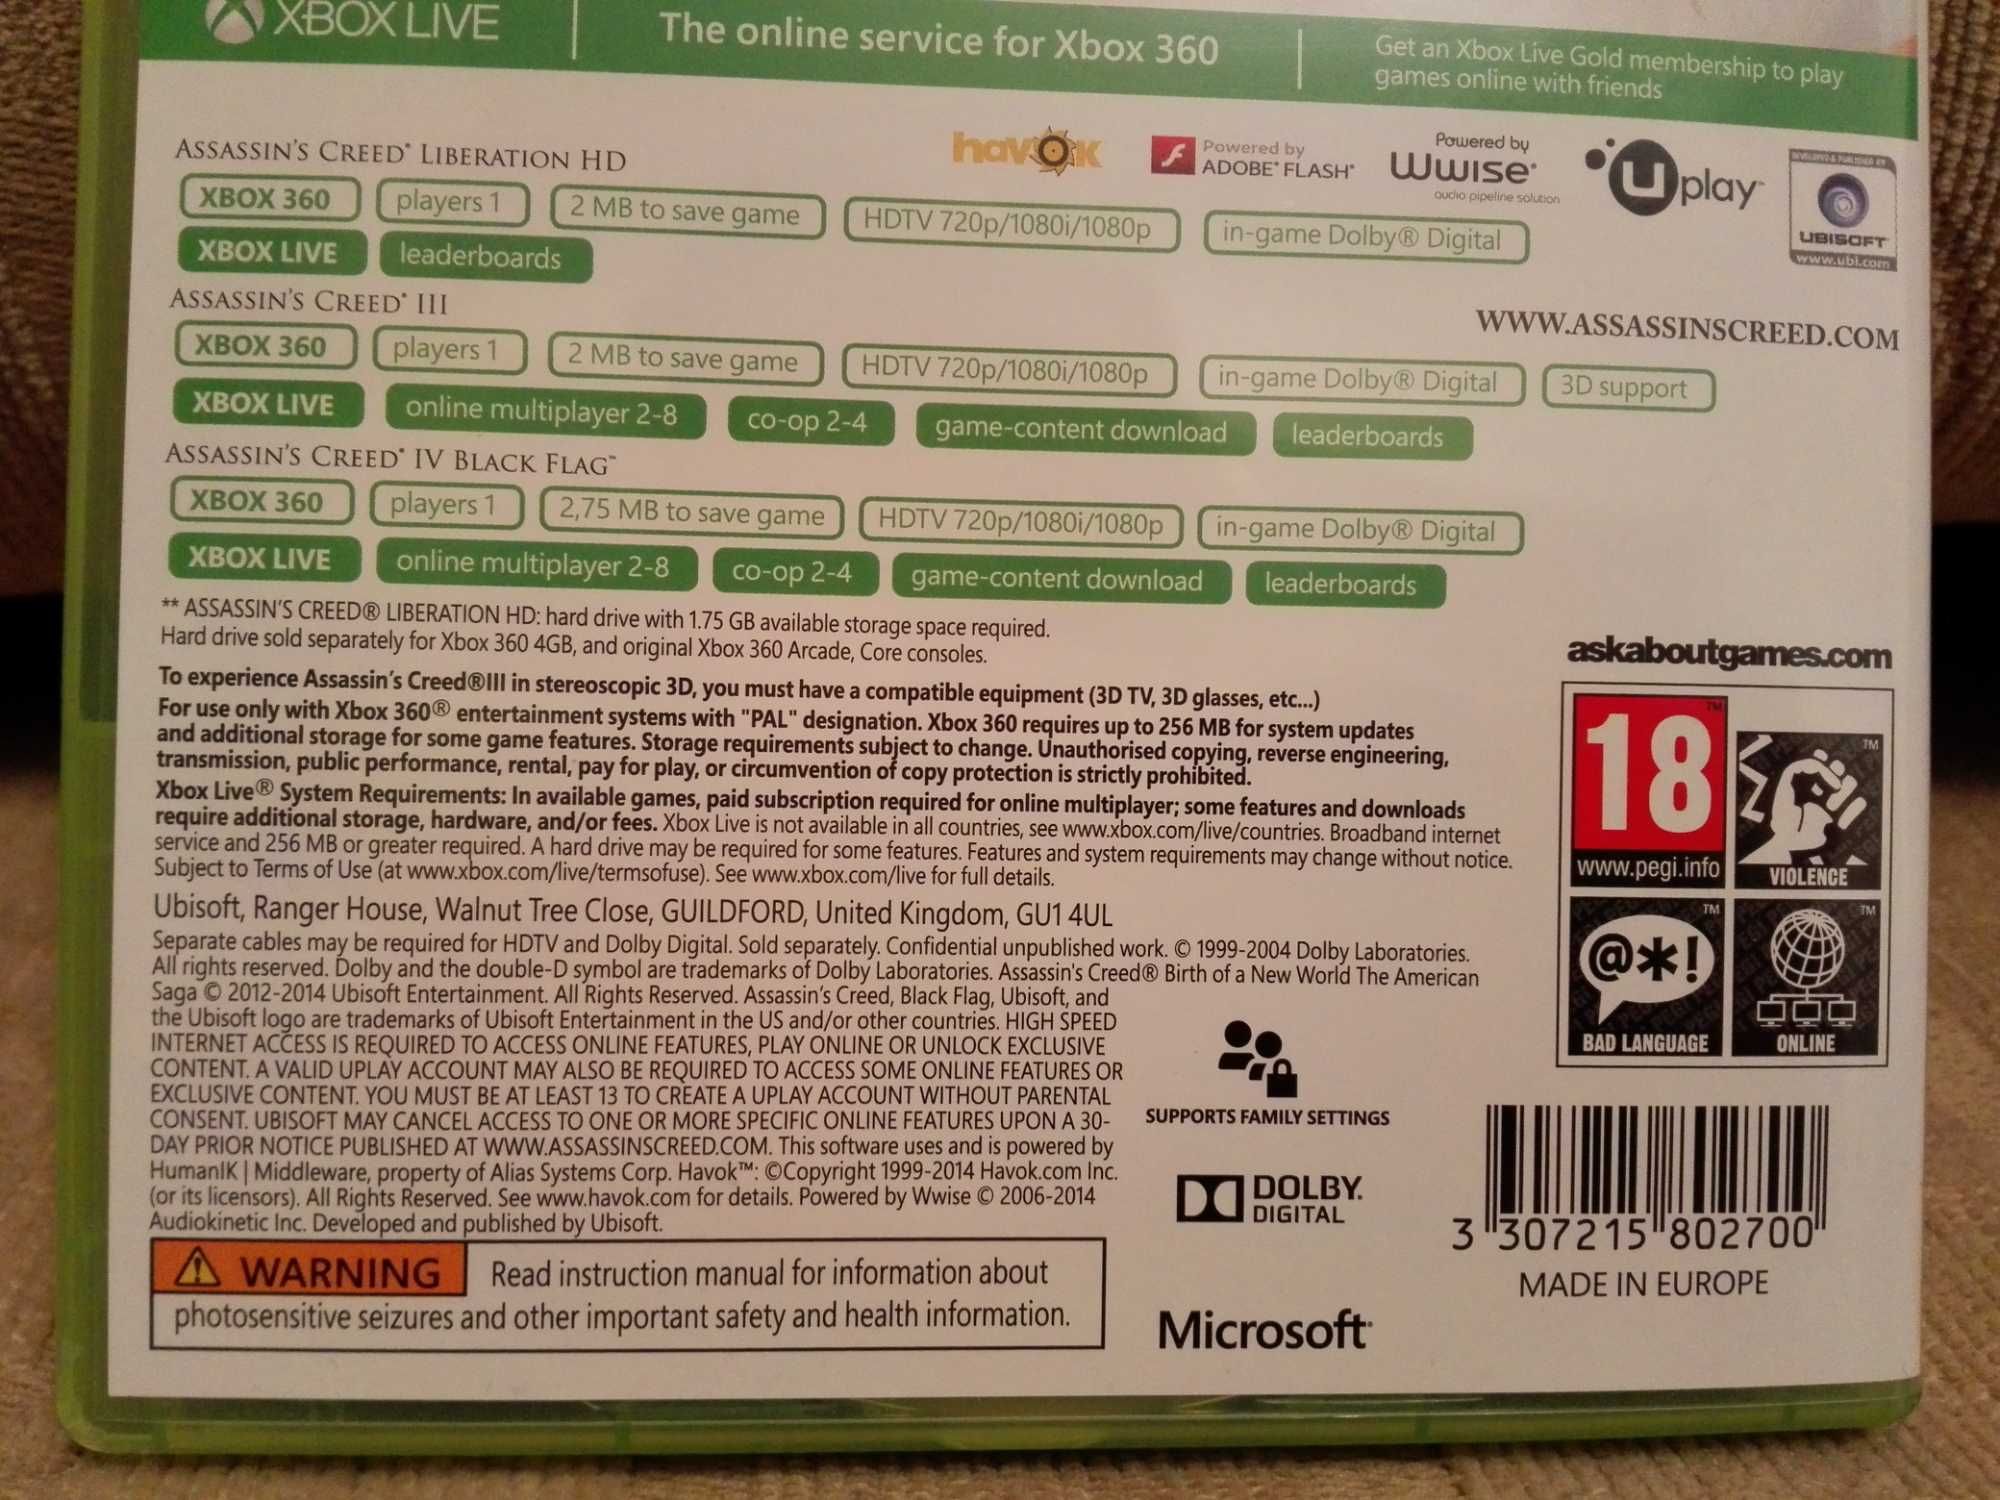 XBOX LIVE
The online service for Xbox 360
Get an Xbox Live Gold membership to play
games online with friends
ASSASSIN'S CREED® LIBERATION HD
havok
Powered by
ADOBE® FLASH®
Powered by
Wwise®
audio pipeline solution
Uplay™
DEVELOPED & PUBLISHED BY
UBISOFT
www.ubi.com
XBOX 360 players 1 2 MB to save game HDTV 720p/1080i/1080p in-game Dolby® Digital
XBOX LIVE leaderboards
ASSASSIN'S CREED® III
WWW.ASSASSINSCREED.COM
XBOX 360 players 1 2 MB to save game HDTV 720p/1080i/1080p in-game Dolby® Digital 3D support
XBOX LIVE online multiplayer 2-8 co-op 2-4 game-content download leaderboards
ASSASSIN'S CREED® IV BLACK FLAG™
XBOX 360 players 1 2,75 MB to save game HDTV 720p/1080i/1080p in-game Dolby® Digital
XBOX LIVE online multiplayer 2-8 co-op 2-4 game-content download leaderboards
** ASSASSIN'S CREED® LIBERATION HD: hard drive with 1.75 GB available storage space required.
Hard drive sold separately for Xbox 360 4GB, and original Xbox 360 Arcade, Core consoles.
To experience Assassin's Creed®III in stereoscopic 3D, you must have a compatible equipment (3D TV, 3D glasses, etc...)
For use only with Xbox 360® entertainment systems with "PAL" designation. Xbox 360 requires up to 256 MB for system updates
and additional storage for some game features. Storage requirements subject to change. Unauthorised copying, reverse engineering,
transmission, public performance, rental, pay for play, or circumvention of copy protection is strictly prohibited.
Xbox Live® System Requirements: In available games, paid subscription required for online multiplayer; some features and downloads
require additional storage, hardware, and/or fees. Xbox Live is not available in all countries, see www.xbox.com/live/countries. Broadband internet
service and 256 MB or greater required. A hard drive may be required for some features. Features and system requirements may change without notice.
Subject to Terms of Use (at www.xbox.com/live/termsofuse). See www.xbox.com/live for full details.
Ubisoft, Ranger House, Walnut Tree Close, GUILDFORD, United Kingdom, GU1 4UL
Separate cables may be required for HDTV and Dolby Digital. Sold separately. Confidential unpublished work. © 1999-2004 Dolby Laboratories.
All rights reserved. Dolby and the double-D symbol are trademarks of Dolby Laboratories. Assassin's Creed® Birth of a New World The American
Saga © 2012-2014 Ubisoft Entertainment. All Rights Reserved. Assassin's Creed, Black Flag, Ubisoft, and
the Ubisoft logo are trademarks of Ubisoft Entertainment in the US and/or other countries. HIGH SPEED
INTERNET ACCESS IS REQUIRED TO ACCESS ONLINE FEATURES, PLAY ONLINE OR UNLOCK EXCLUSIVE
CONTENT. A VALID UPLAY ACCOUNT MAY ALSO BE REQUIRED TO ACCESS SOME ONLINE FEATURES OR
EXCLUSIVE CONTENT. YOU MUST BE AT LEAST 13 TO CREATE A UPLAY ACCOUNT WITHOUT PARENTAL
CONSENT. UBISOFT MAY CANCEL ACCESS TO ONE OR MORE SPECIFIC ONLINE FEATURES UPON A 30-
DAY PRIOR NOTICE PUBLISHED AT WWW.ASSASSINSCREED.COM. This software uses and is powered by
HumanIK | Middleware, property of Alias Systems Corp. Havok™: ©Copyright 1999-2014 Havok.com Inc.
(or its licensors). All Rights Reserved. See www.havok.com for details. Powered by Wwise © 2006-2014
Audiokinetic Inc. Developed and published by Ubisoft.
WARNING Read instruction manual for information about
photosensitive seizures and other important safety and health information.
askaboutgames.com
18 ™
www.pegi.info
™
VIOLENCE
™
@*!
BAD LANGUAGE
™
ONLINE
SUPPORTS FAMILY SETTINGS
DOLBY.
DIGITAL
Microsoft®
3 307215 802700
MADE IN EUROPE